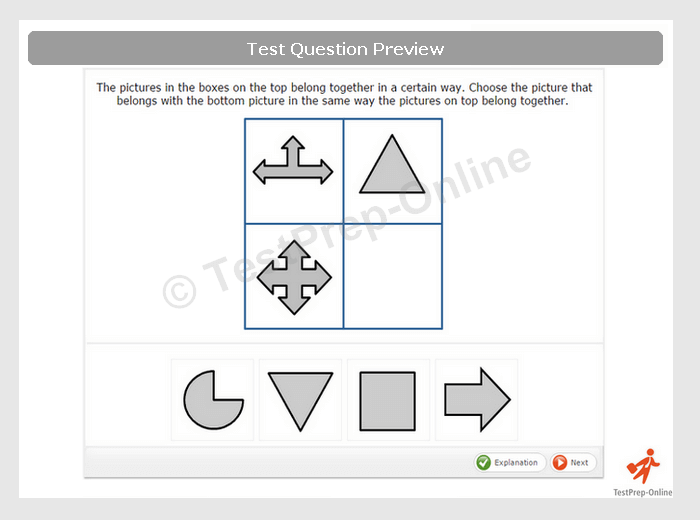 Test Question Preview
The pictures in the boxes on the top belong together in a certain way. Choose the picture that
belongs with the bottom picture in the same way the pictures on top belong together.
© TestPrep-Online
Explanation
Next
TestPrep-Online